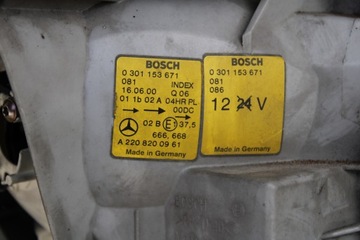 BOSCH
0 301 153 671
081 INDEX
16.06.00 Q 06
01 1b 02 A 04HR PL
00DC
02 B E1 37,5
666, 668
A 220 820 09 61
Made in Germany
BOSCH
0 301 153 671
081
086
12 24 V
Made in Germany